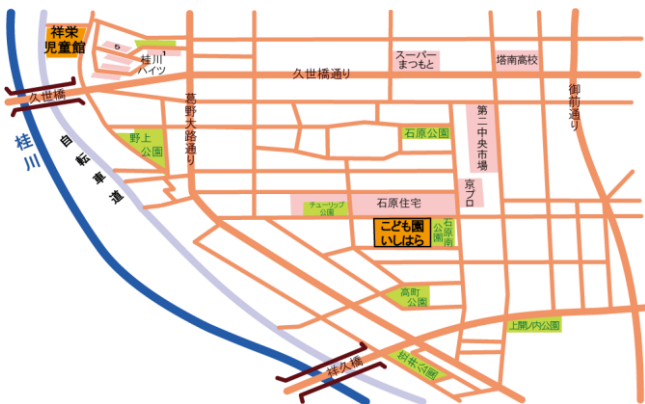 祥栄
児童館
5
1
桂川
ハイツ
久世橋
久世橋通り
スーパー
まつもと
塔南高校
御前通り
葛野大路通り
桂川
自転車道
野上
公園
石原公園
第二中央市場
京プロ
チューリップ
公園
石原住宅
こども園
いしはら
石原南
公園
高町
公園
上開ノ内公園
祥久橋
笠井公園